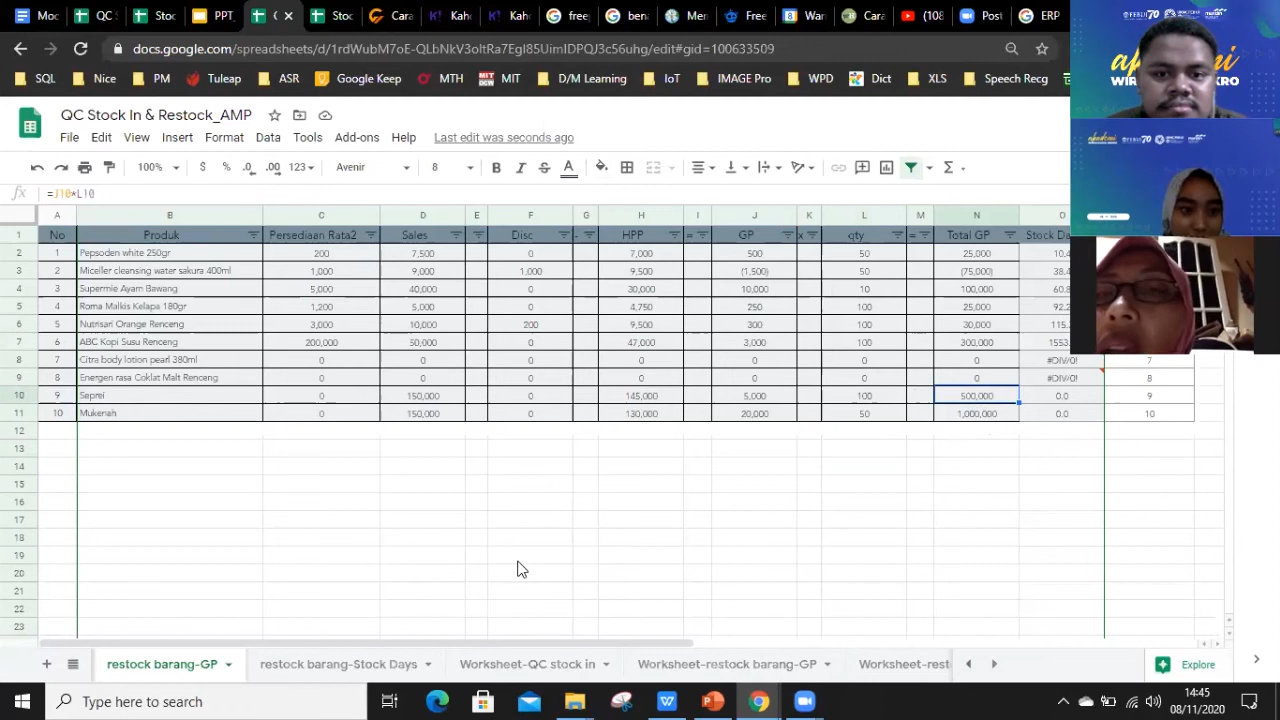 Moc
Stoc
PPT
C
Stoc
Cara
Kah
Kah
free
ben
Mer
Fra
War
Ga
(10
Post
ERP
docs.google.com/spreadsheets/d/1rdWubM7oE-QLbNkV3oltRa7EgI85UimIDPQJ3c56uhg/edit#gid=100633509
SQL
Finan
PM
Tuleap
ASR
Google Keep
MTH
MIT
D/M Learning
IoT
IMAGE Pro
WPD
Dict
XLS
Speech Recg
QC Stock In & Restock_AMP
File Edit View Insert Format Data Tools Add-ons Help Last edit was seconds ago
100% $ % .0 .00 123 Avenir 8 B I S A
fx =J10*L10
A B C D E F G H I J K L M N O
1 No Produk Persediaan Rata2 Sales - Disc - HPP = GP x qty = Total GP Stock Da
2 1 Pepsoden white 250gr 200 7,500 0 7,000 500 50 25,000 10.4
3 2 Miceller cleansing water sakura 400ml 1,000 9,000 1,000 9,500 (1,500) 50 (75,000) 38.4
4 3 Supermie Ayam Bawang 5,000 40,000 0 30,000 10,000 10 100,000 60.8
5 4 Roma Malkis Kelapa 180gr 1,200 5,000 0 4,750 250 100 25,000 92.2
6 5 Nutrisari Orange Renceng 3,000 10,000 200 9,500 300 100 30,000 115.
7 6 ABC Kopi Susu Renceng 200,000 50,000 0 47,000 3,000 100 300,000 1553.
8 7 Citra body lotion pearl 380ml 0 0 0 0 0 0 0 #DIV/0! 7
9 8 Energen rasa Coklat Malt Renceng 0 0 0 0 0 0 0 #DIV/0! 8
10 9 Seprei 0 150,000 0 145,000 5,000 100 500,000 0.0 9
11 10 Mukenah 0 150,000 0 130,000 20,000 50 1,000,000 0.0 10
12
13
14
15
16
17
18
19
20
21
22
23
restock barang-GP restock barang-Stock Days Worksheet-QC stock in Worksheet-restock barang-GP Worksheet-rest Explore
Type here to search
14:45
08/11/2020